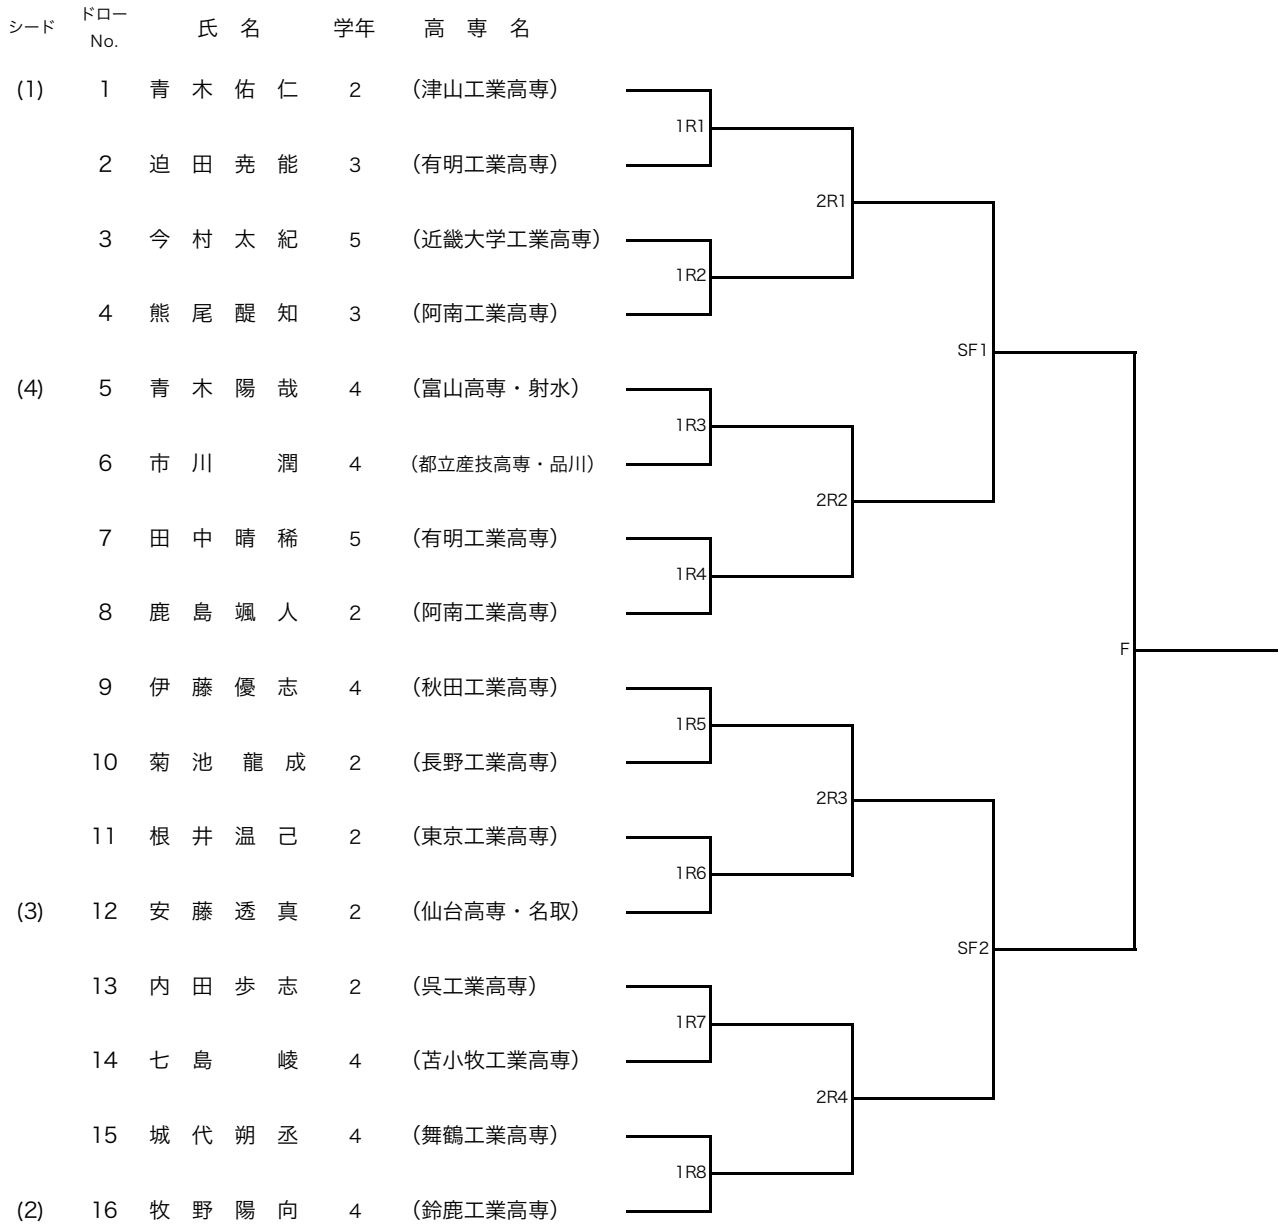 シード ドロー No. 氏 名 学年 高 専 名
(1) 1 青 木 佑 仁 2 (津山工業高専)
1R1
2 迫 田 尭 能 3 (有明工業高専)
2R1
3 今 村 太 紀 5 (近畿大学工業高専)
1R2
4 熊 尾 醍 知 3 (阿南工業高専)
SF1
(4) 5 青 木 陽 哉 4 (富山高専・射水)
1R3
6 市 川 潤 4 (都立産技高専・品川)
2R2
7 田 中 晴 稀 5 (有明工業高専)
1R4
8 鹿 島 颯 人 2 (阿南工業高専)
F
9 伊 藤 優 志 4 (秋田工業高専)
1R5
10 菊 池 龍 成 2 (長野工業高専)
2R3
11 根 井 温 己 2 (東京工業高専)
1R6
(3) 12 安 藤 透 真 2 (仙台高専・名取)
SF2
13 内 田 歩 志 2 (呉工業高専)
1R7
14 七 島 崚 4 (苫小牧工業高専)
2R4
15 城 代 朔 丞 4 (舞鶴工業高専)
1R8
(2) 16 牧 野 陽 向 4 (鈴鹿工業高専)